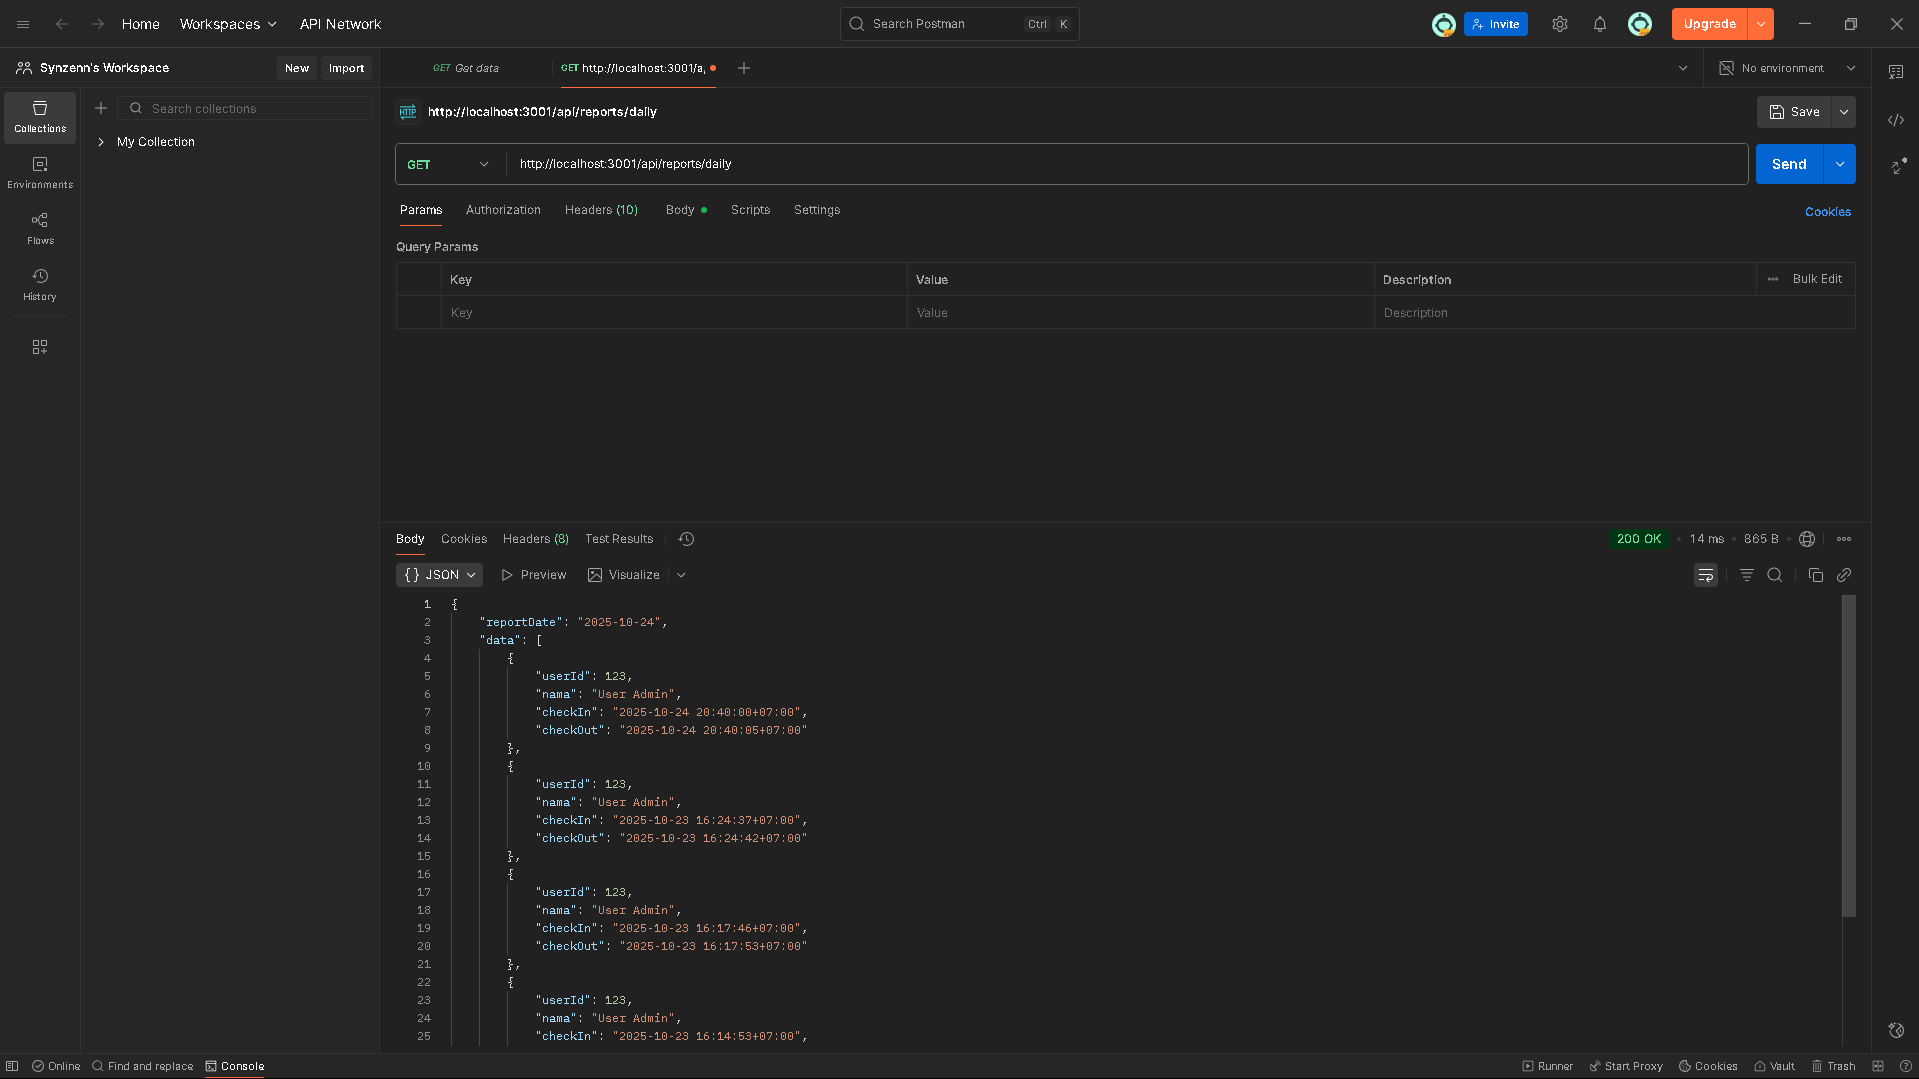 Home Workspaces API Network Search Postman Ctrl K Invite Upgrade
Synzenn's Workspace New Import GET Get data GET http://localhost:3001/a No environment
Collections
Environments
Flows
History
Search collections
My Collection
HTTP http://localhost:3001/api/reports/daily Save
GET http://localhost:3001/api/reports/daily Send
Params Authorization Headers (10) Body Scripts Settings Cookies
Query Params
Key Value Description ••• Bulk Edit
Key Value Description
Body Cookies Headers (8) Test Results 200 OK • 14 ms • 865 B •
{} JSON Preview Visualize
1 {
2 "reportDate": "2025-10-24",
3 "data": [
4 {
5 "userId": 123,
6 "nama": "User Admin",
7 "checkIn": "2025-10-24 20:40:00+07:00",
8 "checkOut": "2025-10-24 20:40:05+07:00"
9 },
10 {
11 "userId": 123,
12 "nama": "User Admin",
13 "checkIn": "2025-10-23 16:24:37+07:00",
14 "checkOut": "2025-10-23 16:24:42+07:00"
15 },
16 {
17 "userId": 123,
18 "nama": "User Admin",
19 "checkIn": "2025-10-23 16:17:46+07:00",
20 "checkOut": "2025-10-23 16:17:53+07:00"
21 },
22 {
23 "userId": 123,
24 "nama": "User Admin",
25 "checkIn": "2025-10-23 16:14:53+07:00",
Online Find and replace Console Runner Start Proxy Cookies Vault Trash